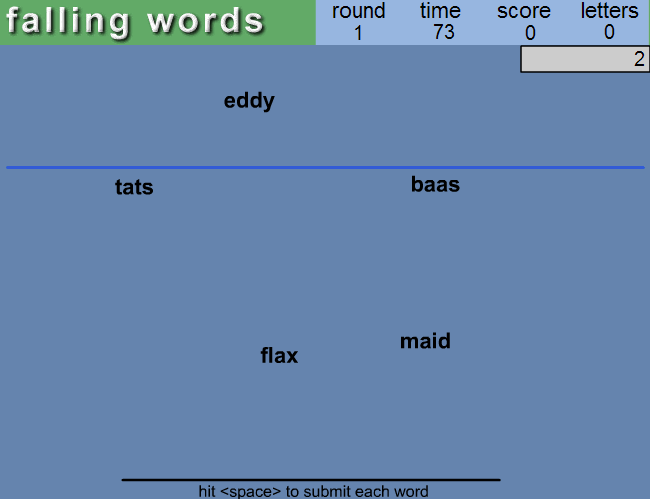 falling words
round time score letters
1 73 0 0
2
eddy
tats baas
maid
flax
hit <space> to submit each word